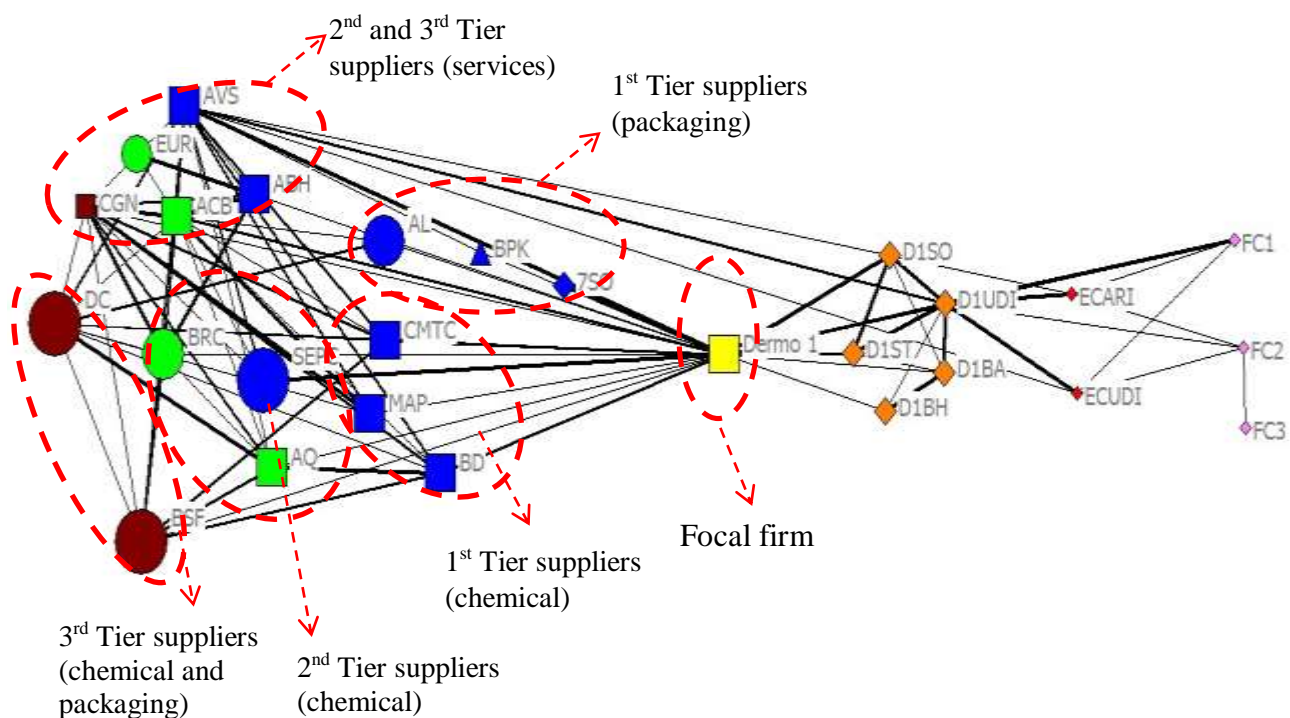 2nd and 3rd Tier
suppliers (services)
1st Tier suppliers
(packaging)
AVS
EUR
ABH
CGN
ACB
AL
BPK
7SO
D1SO
FC1
DC
D1UDI
ECARI
BRC
SEP
CMTC
Dermo 1
D1ST
FC2
D1BA
ECUDI
MAP
D1BH
FC3
AQ
BD
BSF
Focal firm
1st Tier suppliers
(chemical)
3rd Tier suppliers
(chemical and
packaging)
2nd Tier suppliers
(chemical)